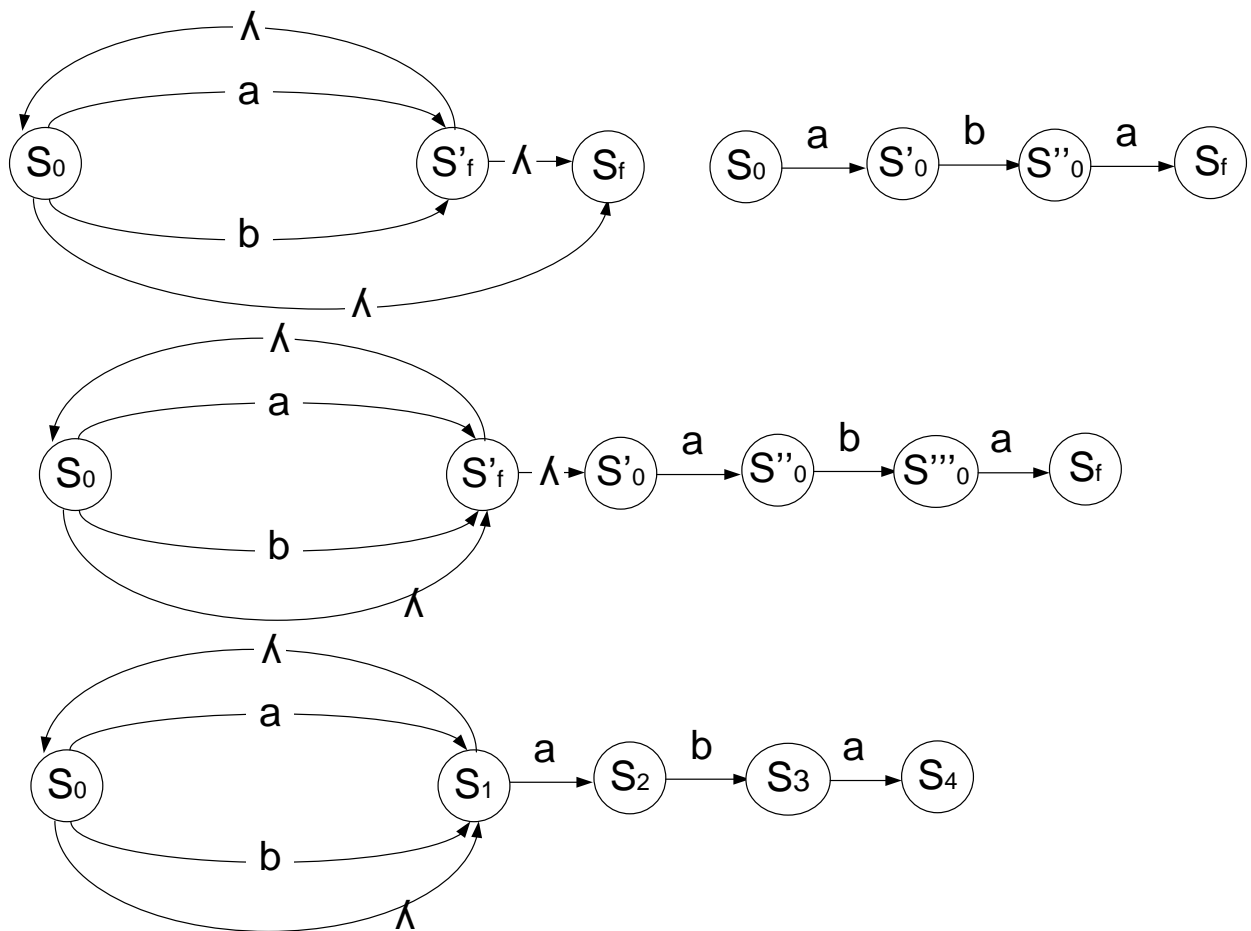 λ
a
S0 S'f λ Sf
b
λ
a b a
S0 S'0 S''0 Sf
λ
a
S0 S'f λ S'0 a S''0 b S'''0 a Sf
b
λ
λ
a
S0 S1 a S2 b S3 a S4
b
λ